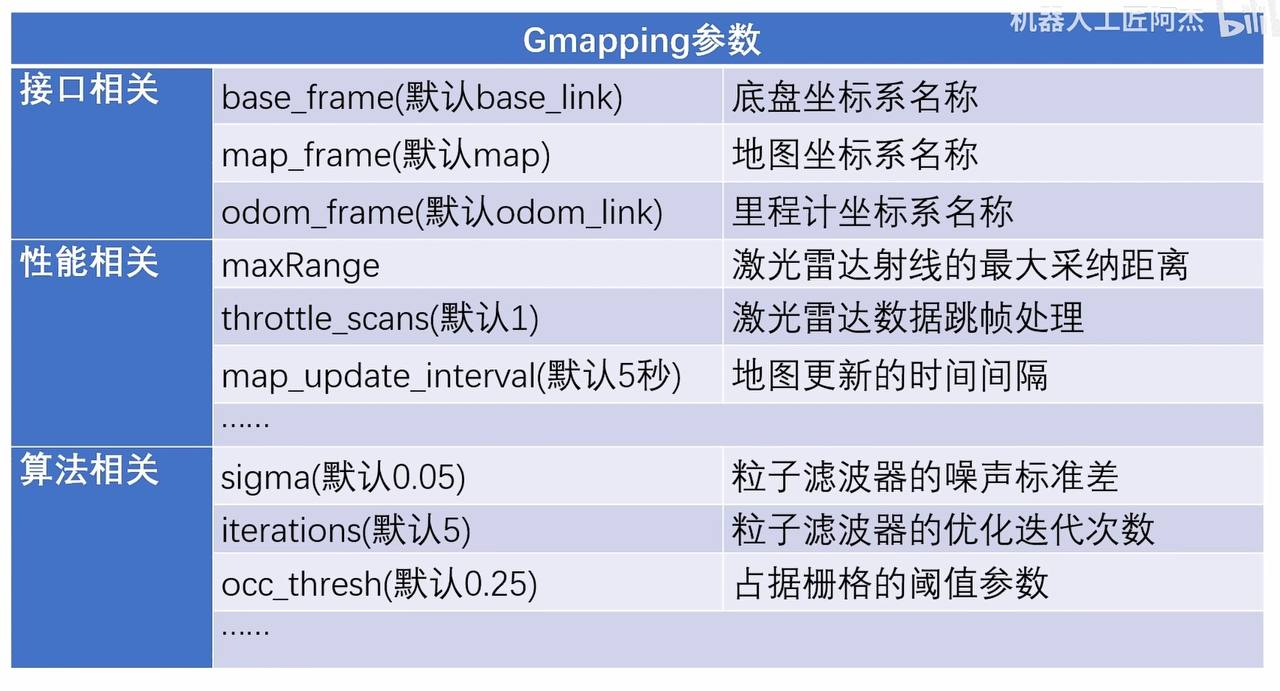 机器人工匠阿杰 bili
Gmapping参数
接口相关
base_frame(默认base_link) 底盘坐标系名称
map_frame(默认map) 地图坐标系名称
odom_frame(默认odom_link) 里程计坐标系名称
性能相关
maxRange 激光雷达射线的最大采纳距离
throttle_scans(默认1) 激光雷达数据跳帧处理
map_update_interval(默认5秒) 地图更新的时间间隔
……
算法相关
sigma(默认0.05) 粒子滤波器的噪声标准差
iterations(默认5) 粒子滤波器的优化迭代次数
occ_thresh(默认0.25) 占据栅格的阈值参数
……